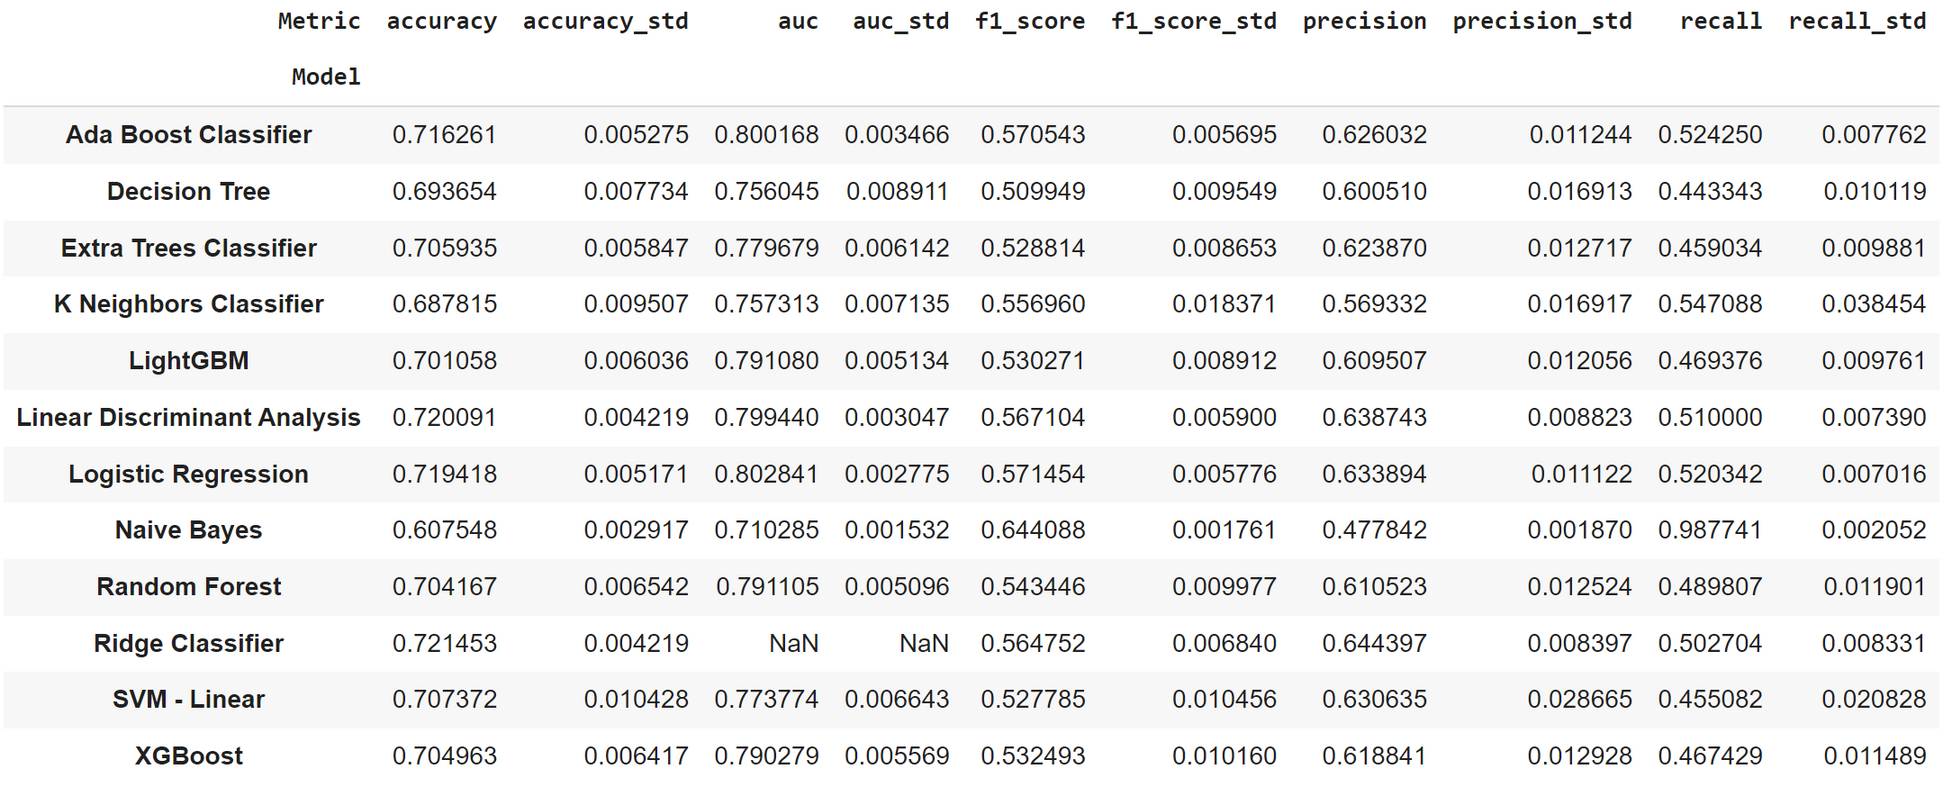 Metric accuracy accuracy_std auc auc_std f1_score f1_score_std precision precision_std recall recall_std
Model
Ada Boost Classifier 0.716261 0.005275 0.800168 0.003466 0.570543 0.005695 0.626032 0.011244 0.524250 0.007762
Decision Tree 0.693654 0.007734 0.756045 0.008911 0.509949 0.009549 0.600510 0.016913 0.443343 0.010119
Extra Trees Classifier 0.705935 0.005847 0.779679 0.006142 0.528814 0.008653 0.623870 0.012717 0.459034 0.009881
K Neighbors Classifier 0.687815 0.009507 0.757313 0.007135 0.556960 0.018371 0.569332 0.016917 0.547088 0.038454
LightGBM 0.701058 0.006036 0.791080 0.005134 0.530271 0.008912 0.609507 0.012056 0.469376 0.009761
Linear Discriminant Analysis 0.720091 0.004219 0.799440 0.003047 0.567104 0.005900 0.638743 0.008823 0.510000 0.007390
Logistic Regression 0.719418 0.005171 0.802841 0.002775 0.571454 0.005776 0.633894 0.011122 0.520342 0.007016
Naive Bayes 0.607548 0.002917 0.710285 0.001532 0.644088 0.001761 0.477842 0.001870 0.987741 0.002052
Random Forest 0.704167 0.006542 0.791105 0.005096 0.543446 0.009977 0.610523 0.012524 0.489807 0.011901
Ridge Classifier 0.721453 0.004219 NaN NaN 0.564752 0.006840 0.644397 0.008397 0.502704 0.008331
SVM - Linear 0.707372 0.010428 0.773774 0.006643 0.527785 0.010456 0.630635 0.028665 0.455082 0.020828
XGBoost 0.704963 0.006417 0.790279 0.005569 0.532493 0.010160 0.618841 0.012928 0.467429 0.011489